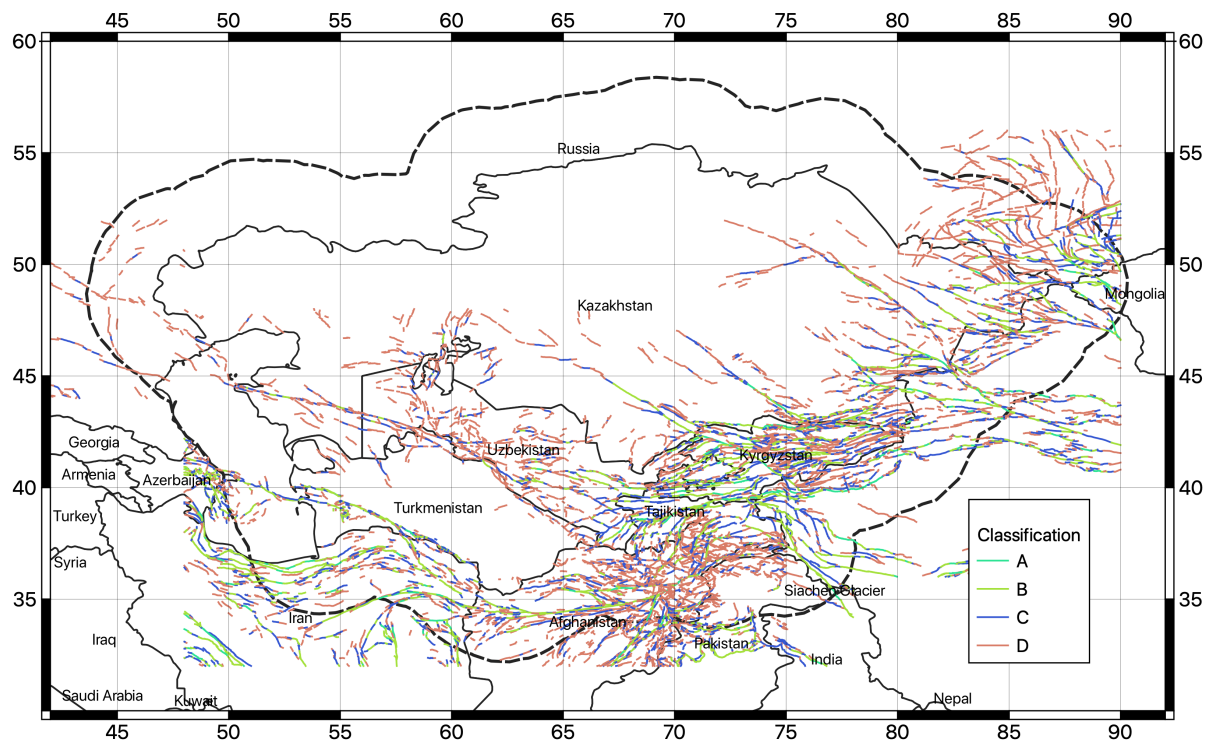 45 50 55 60 65 70 75 80 85 90
60 60
Russia
55 55
50 50
Mongolia
Kazakhstan
45 45
Georgia
Uzbekistan
Kyrgyzstan
Armenia
Azerbaijan
40 40
Turkmenistan
Tajikistan
Turkey
Classification
Syria
A
Siachen Glacier
B
35 35
Iran
Afghanistan
C
Iraq
Pakistan
D
India
Saudi Arabia
Kuwait
Nepal
45 50 55 60 65 70 75 80 85 90